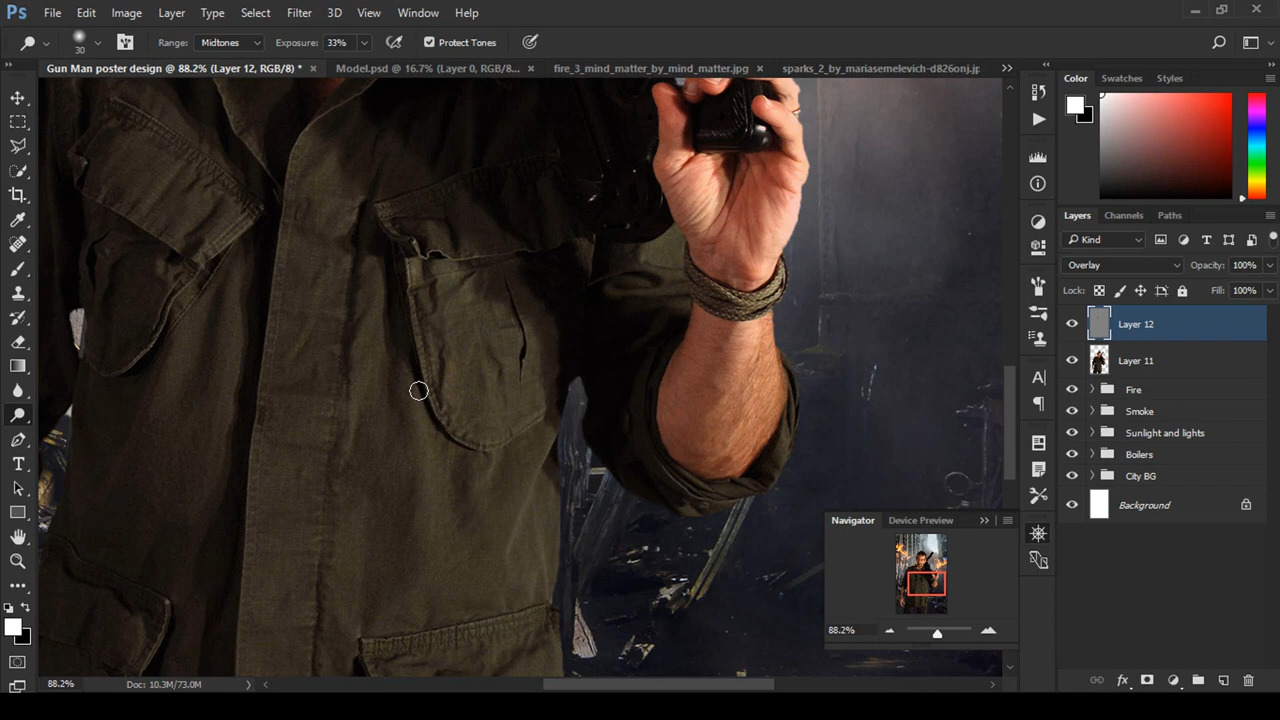 Ps File Edit Image Layer Type Select Filter 3D View Window Help
30 Range: Midtones Exposure: 33% Protect Tones
Gun Man poster design @ 88.2% (Layer 12, RGB/8) * × Model.psd @ 16.7% (Layer 0, RGB/8... × fire_3_mind_matter_by_mind_matter.jpg × sparks_2_by_mariasemelevich-d826onj.jp
Color Swatches Styles
Layers Channels Paths
Kind
Overlay Opacity: 100%
Lock: Fill: 100%
Layer 12
Layer 11
Fire
Smoke
Sunlight and lights
Boilers
City BG
Background
Navigator Device Preview
88.2%
88.2% Doc: 10.3M/73.0M